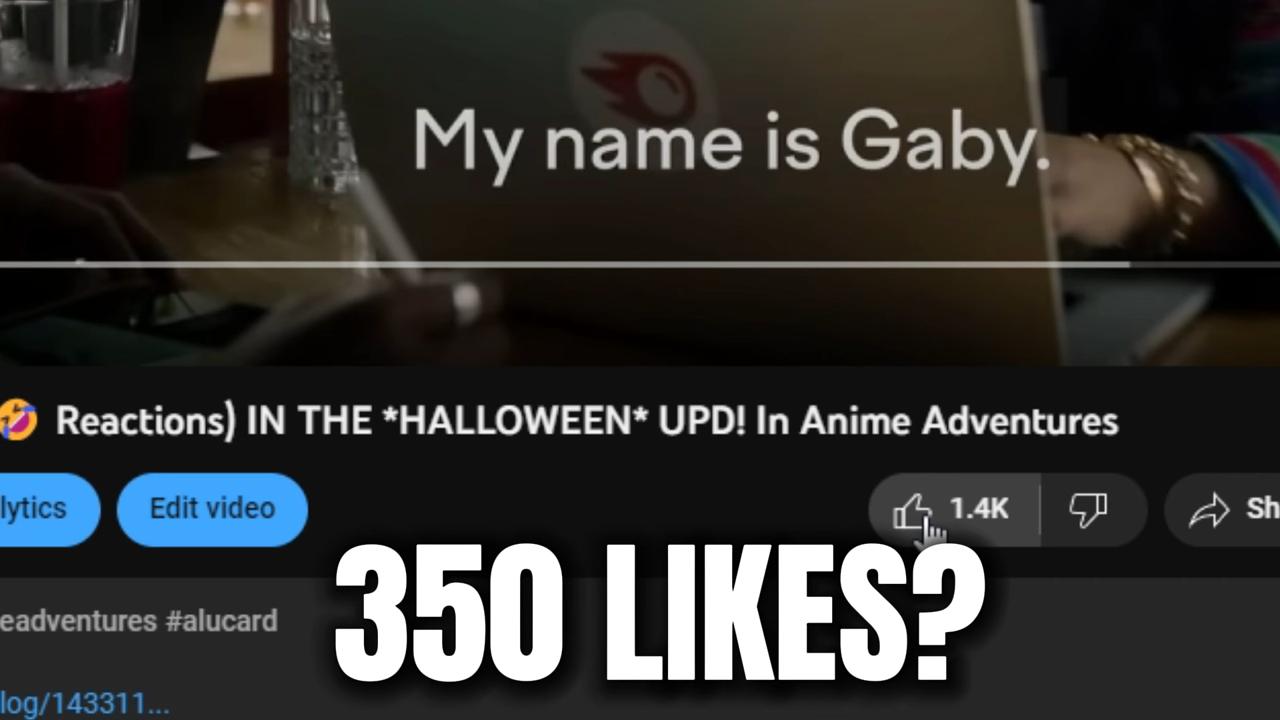 My name is Gaby.
Reactions) IN THE *HALLOWEEN* UPD! In Anime Adventures
lytics
Edit video
1.4K
Sh
350 LIKES?
eadventures #alucard
log/143311...